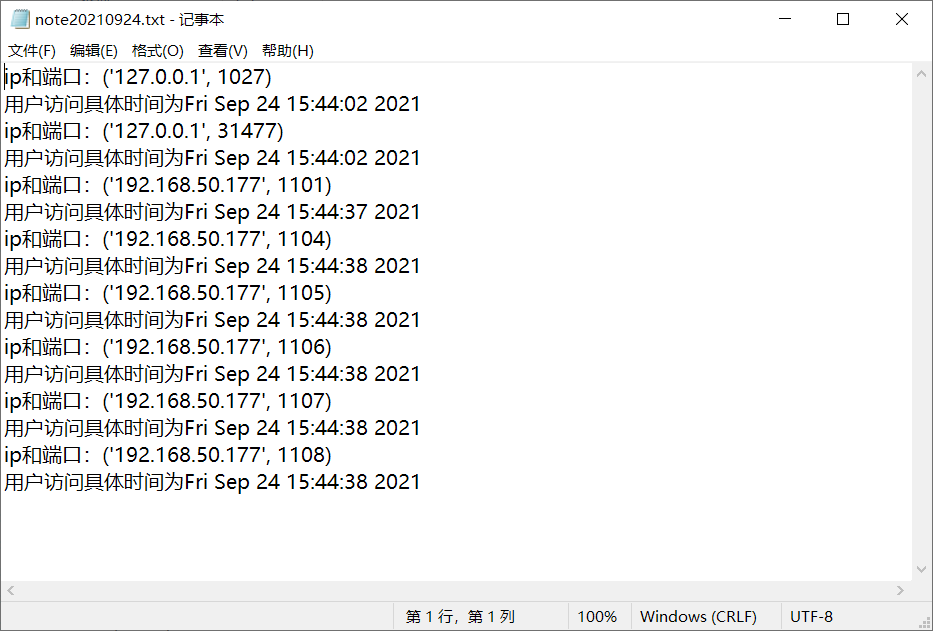 note20210924.txt - 记事本
文件(F) 编辑(E) 格式(O) 查看(V) 帮助(H)
ip和端口：('127.0.0.1', 1027)
用户访问具体时间为Fri Sep 24 15:44:02 2021
ip和端口：('127.0.0.1', 31477)
用户访问具体时间为Fri Sep 24 15:44:02 2021
ip和端口：('192.168.50.177', 1101)
用户访问具体时间为Fri Sep 24 15:44:37 2021
ip和端口：('192.168.50.177', 1104)
用户访问具体时间为Fri Sep 24 15:44:38 2021
ip和端口：('192.168.50.177', 1105)
用户访问具体时间为Fri Sep 24 15:44:38 2021
ip和端口：('192.168.50.177', 1106)
用户访问具体时间为Fri Sep 24 15:44:38 2021
ip和端口：('192.168.50.177', 1107)
用户访问具体时间为Fri Sep 24 15:44:38 2021
ip和端口：('192.168.50.177', 1108)
用户访问具体时间为Fri Sep 24 15:44:38 2021
第 1 行，第 1 列 100% Windows (CRLF) UTF-8